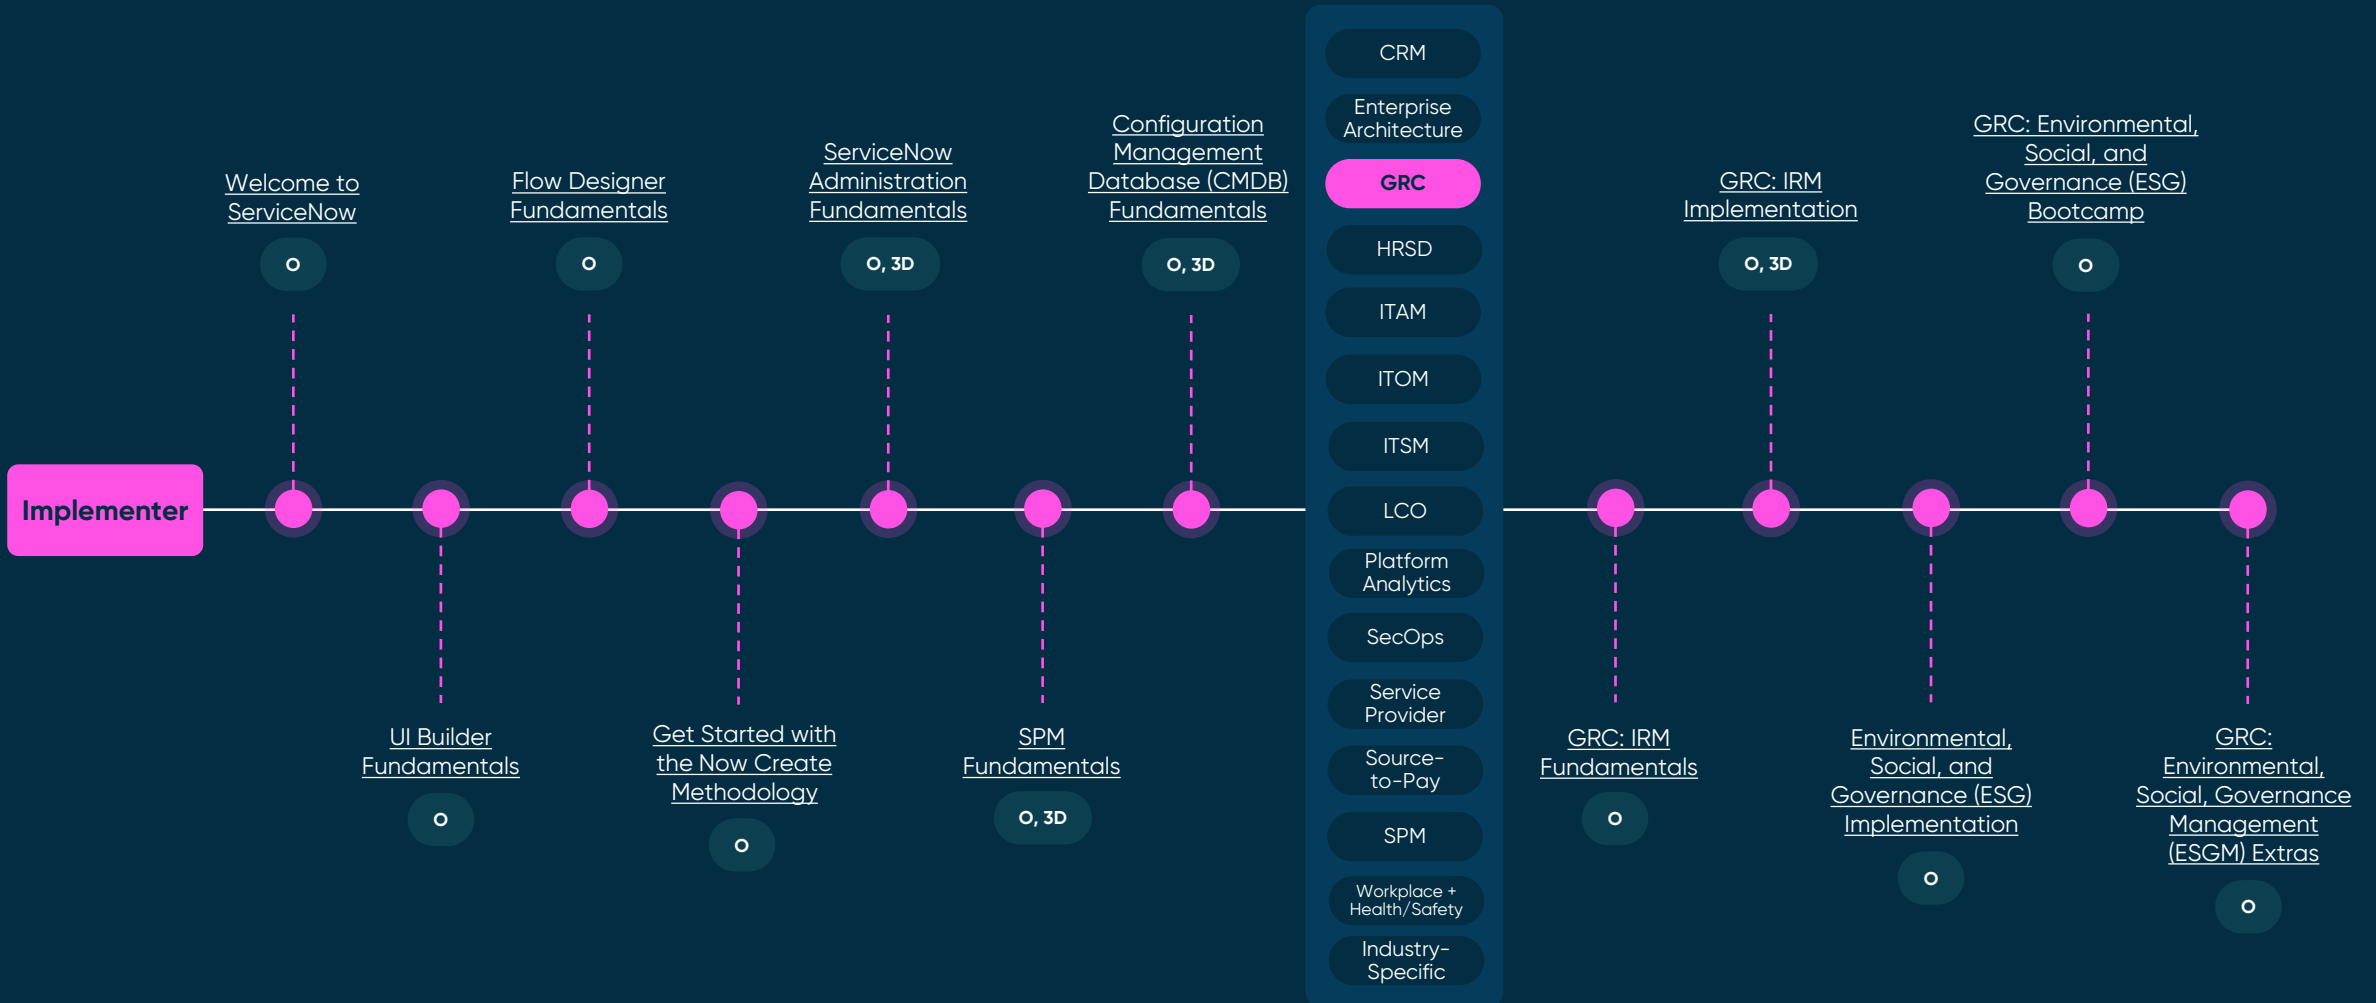 Implementer
Welcome to
ServiceNow
O
UI Builder
Fundamentals
O
Flow Designer
Fundamentals
O
Get Started with
the Now Create
Methodology
O
ServiceNow
Administration
Fundamentals
O, 3D
SPM
Fundamentals
O, 3D
Configuration
Management
Database (CMDB)
Fundamentals
O, 3D
CRM
Enterprise
Architecture
GRC
HRSD
ITAM
ITOM
ITSM
LCO
Platform
Analytics
SecOps
Service
Provider
Source-
to-Pay
SPM
Workplace +
Health/Safety
Industry-
Specific
GRC: IRM
Fundamentals
O
GRC: IRM
Implementation
O, 3D
Environmental,
Social, and
Governance (ESG)
Implementation
O
GRC: Environmental,
Social, and
Governance (ESG)
Bootcamp
O
GRC:
Environmental,
Social, Governance
Management
(ESGM) Extras
O